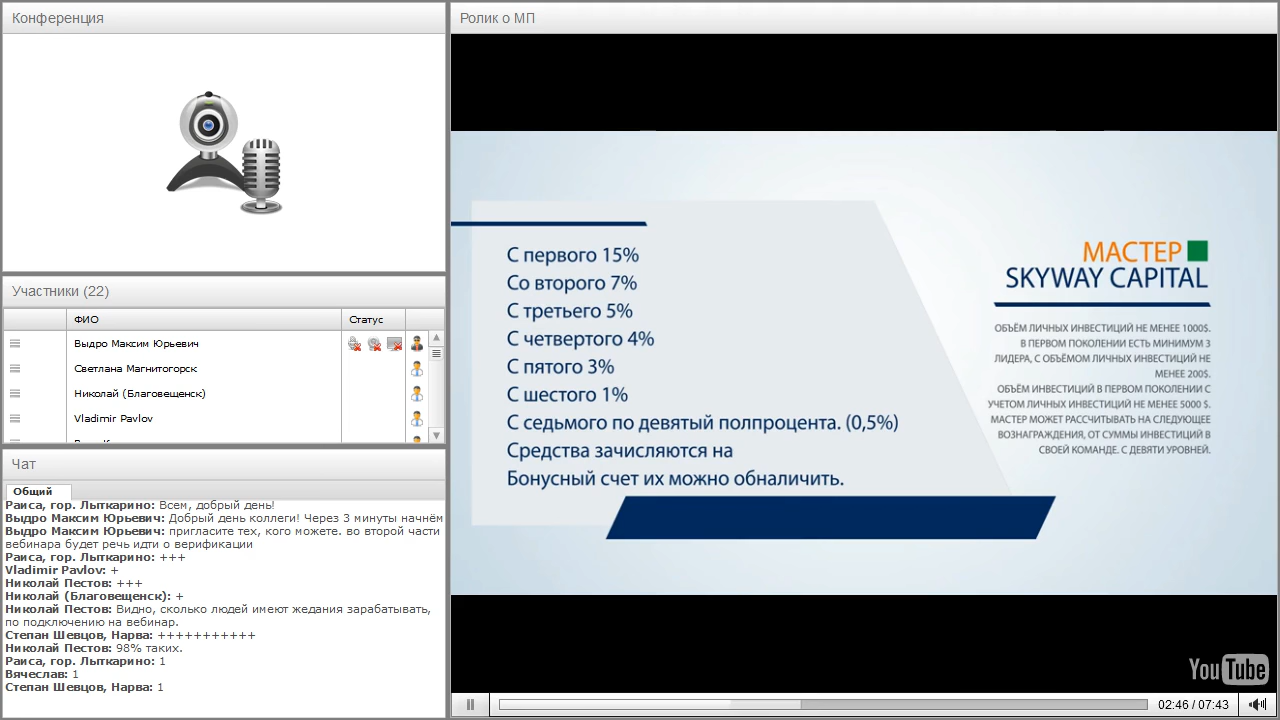 Конференция
Участники (22)
ФИО
Статус
Выдро Максим Юрьевич
Светлана Магнитогорск
Николай (Благовещенск)
Vladimir Pavlov
Чат
Общий
Раиса, гор. Лыткарино: Всем, добрый день!
Выдро Максим Юрьевич: Добрый день коллеги! Через 3 минуты начнём
Выдро Максим Юрьевич: пригласите тех, кого можете. во второй части
вебинара будет речь идти о верификации
Раиса, гор. Лыткарино: +++
Vladimir Pavlov: +
Николай Пестов: +++
Николай (Благовещенск): +
Николай Пестов: Видно, сколько людей имеют жедания зарабатывать,
по подключению на вебинар.
Степан Шевцов, Нарва: +++++++++++
Николай Пестов: 98% таких.
Раиса, гор. Лыткарино: 1
Вячеслав: 1
Степан Шевцов, Нарва: 1
Ролик о МП
С первого 15%
Со второго 7%
С третьего 5%
С четвертого 4%
С пятого 3%
С шестого 1%
С седьмого по девятый полпроцента. (0,5%)
Средства зачисляются на
Бонусный счет их можно обналичить.
МАСТЕР
SKYWAY CAPITAL
ОБЪЁМ ЛИЧНЫХ ИНВЕСТИЦИЙ НЕ МЕНЕЕ 1000$.
В ПЕРВОМ ПОКОЛЕНИИ ЕСТЬ МИНИМУМ 3
ЛИДЕРА, С ОБЪЁМОМ ЛИЧНЫХ ИНВЕСТИЦИЙ НЕ
МЕНЕЕ 200$.
ОБЪЁМ ИНВЕСТИЦИЙ В ПЕРВОМ ПОКОЛЕНИИ С
УЧЕТОМ ЛИЧНЫХ ИНВЕСТИЦИЙ НЕ МЕНЕЕ 5000 $.
МАСТЕР МОЖЕТ РАССЧИТЫВАТЬ НА СЛЕДУЮЩЕЕ
ВОЗНАГРАЖДЕНИЯ, ОТ СУММЫ ИНВЕСТИЦИЙ В
СВОЕЙ КОМАНДЕ. С ДЕВЯТИ УРОВНЕЙ.
YouTube
02:46 / 07:43